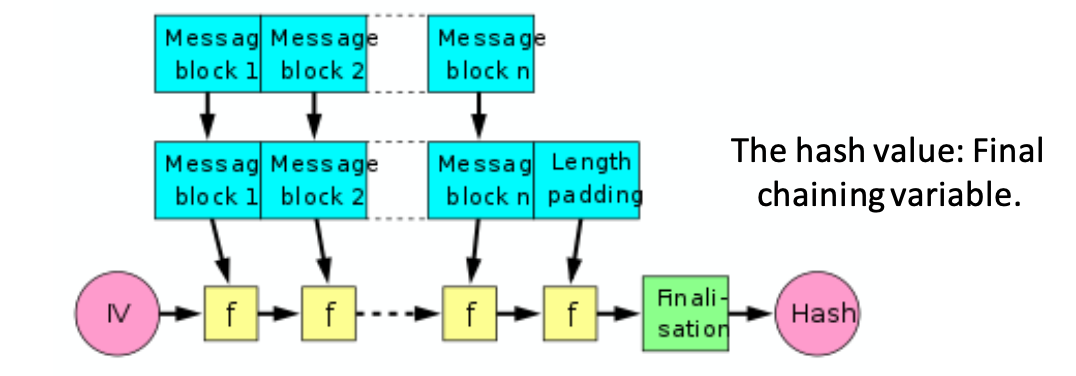 Messag
block 1
Message
block 2
Message
block n
Messag
block 1
Message
block 2
Messag
block n
Length
padding
The hash value: Final
chaining variable.
IV
f
f
f
f
Finali-
sation
Hash